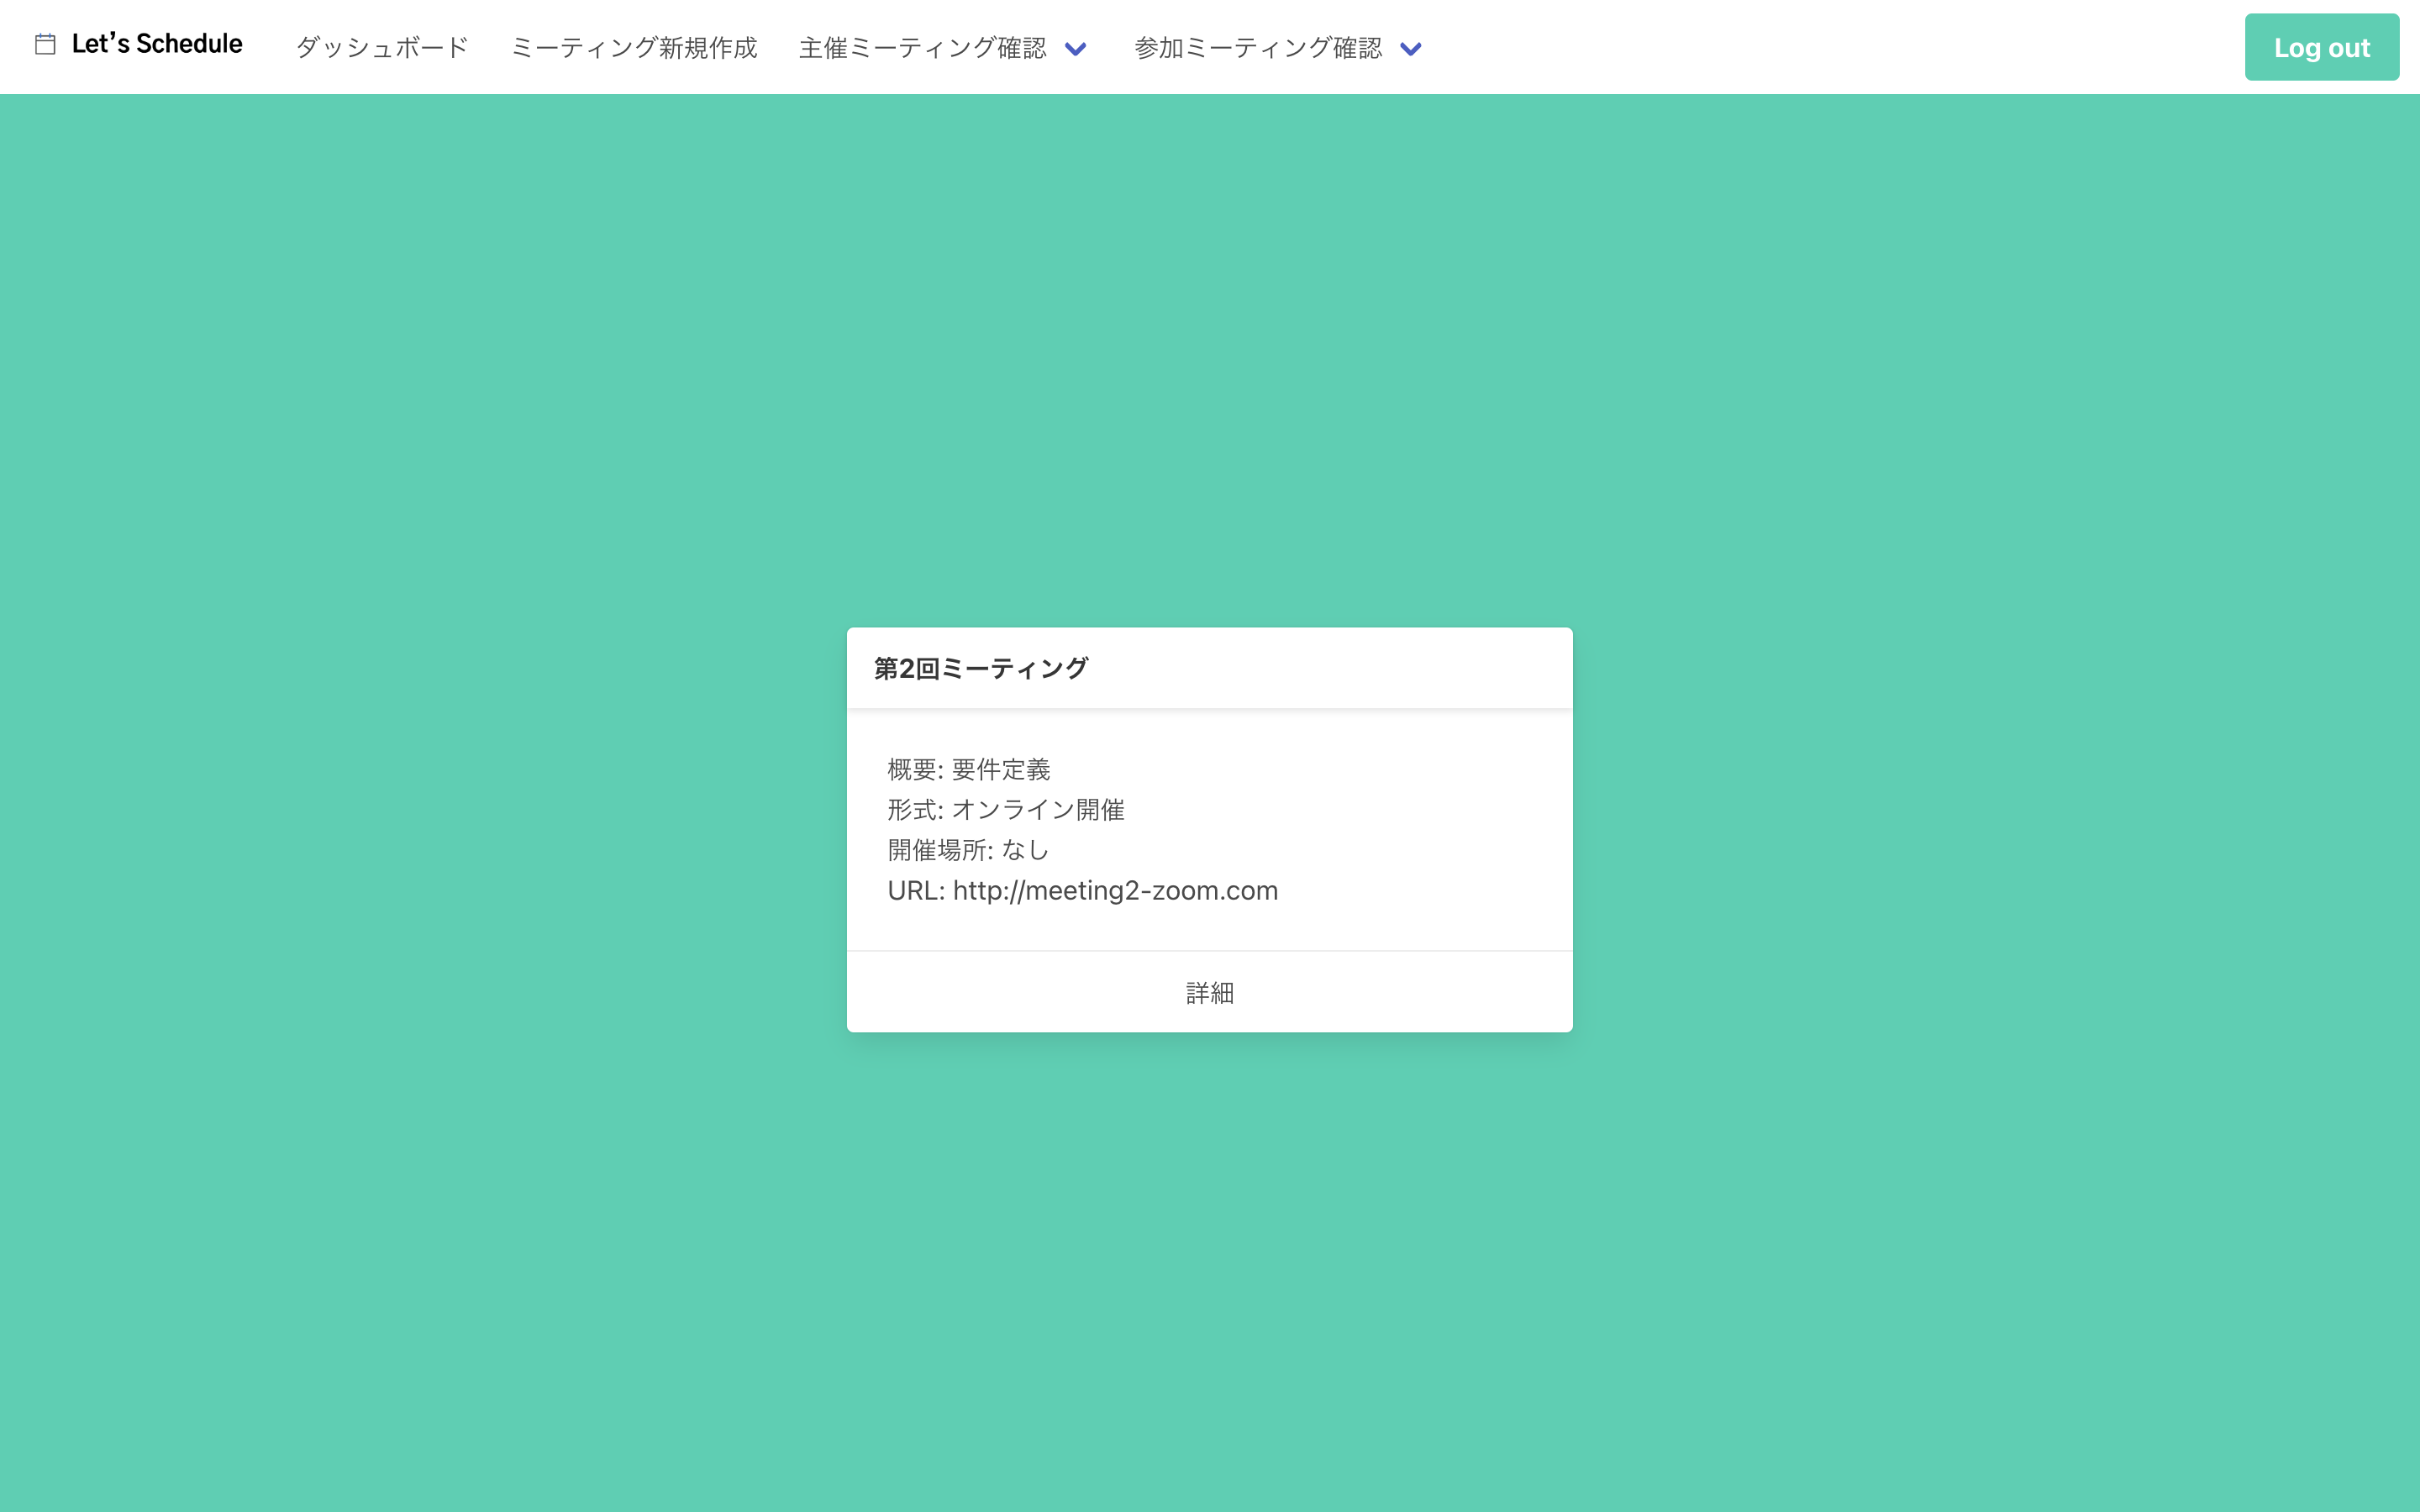 Let's Schedule
ダッシュボード
ミーティング新規作成
主催ミーティング確認
参加ミーティング確認
Log out
第2回ミーティング
概要: 要件定義
形式: オンライン開催
開催場所: なし
URL: http://meeting2-zoom.com
詳細